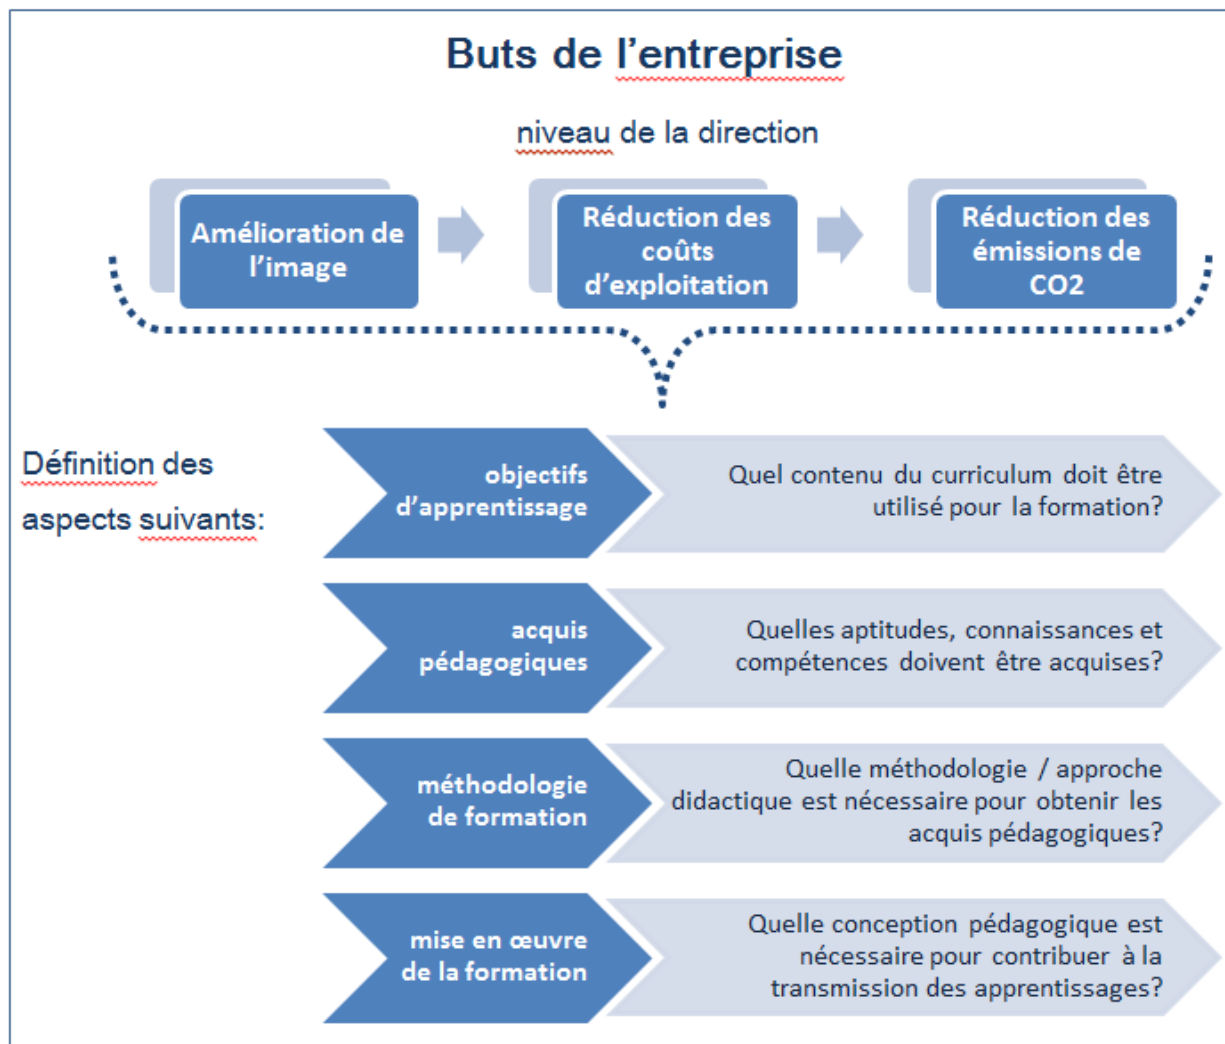 Buts de l’entreprise
niveau de la direction
Amélioration de
l’image
Réduction des
coûts
d’exploitation
Réduction des
émissions de
CO2
Définition des
aspects suivants:
objectifs
d’apprentissage
Quel contenu du curriculum doit être
utilisé pour la formation?
acquis
pédagogiques
Quelles aptitudes, connaissances et
compétences doivent être acquises?
méthodologie
de formation
Quelle méthodologie / approche
didactique est nécessaire pour obtenir les
acquis pédagogiques?
mise en œuvre
de la formation
Quelle conception pédagogique est
nécessaire pour contribuer à la
transmission des apprentissages?